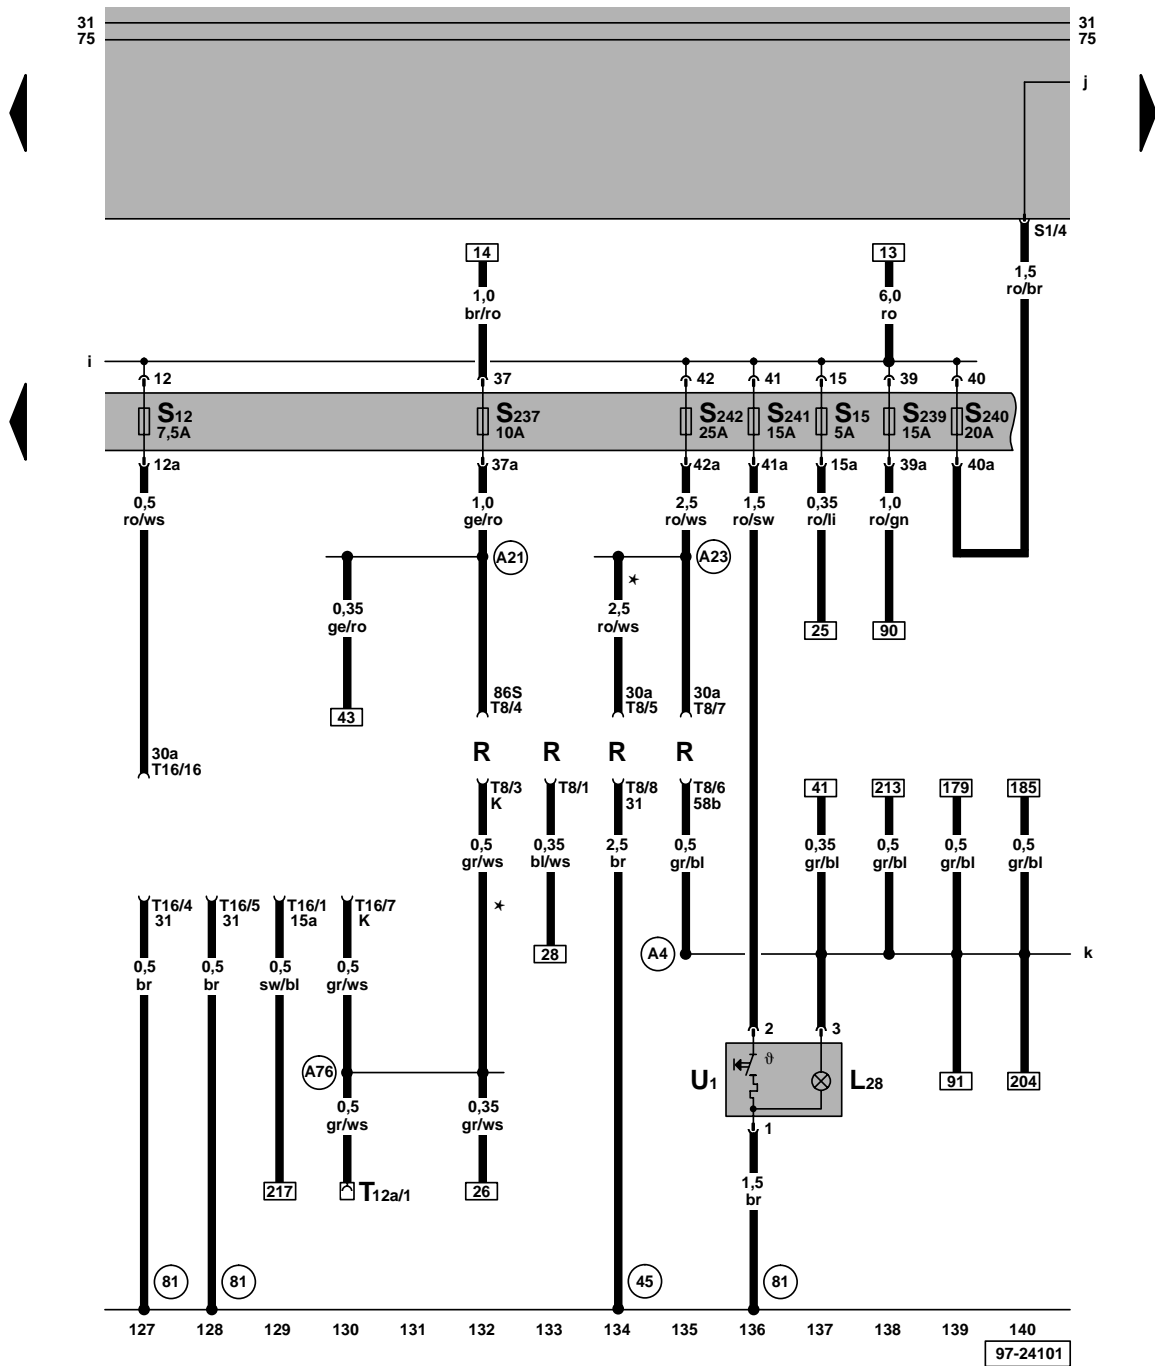 31 31
75 75
j
S1/4
14 13
1,5
ro/br
1,0
br/ro
6,0
ro
i
12 37 42 41 15 39 40
S12 S237 S242 S241 S15 S239 S240
7,5A 10A 25A 15A 5A 15A 20A
12a 37a 42a 41a 15a 39a 40a
0,5 1,0 2,5 1,5 0,35 1,0
ro/ws ge/ro ro/ws ro/sw ro/li ro/gn
A21 A23
*
0,35 2,5
ge/ro ro/ws
25 90
86S 30a 30a
T8/4 T8/5 T8/7
43
R R R R
30a
T16/16
T8/3 T8/1 T8/8 T8/6 41 213 179 185
K 31 58b
0,5 0,35 2,5 0,5 0,35 0,5 0,5 0,5
gr/ws bl/ws br gr/bl gr/bl gr/bl gr/bl gr/bl
T16/4 T16/5 T16/1 T16/7 *
31 31 15a K
28 A4 k
0,5 0,5 0,5 0,5
br br sw/bl gr/ws
2 3
ϑ
A76 U1 L28 91 204
0,5 0,35
gr/ws gr/ws
1
1,5
br
217 T12a/1 26
81 81 45 81
127 128 129 130 131 132 133 134 135 136 137 138 139 140
97-24101